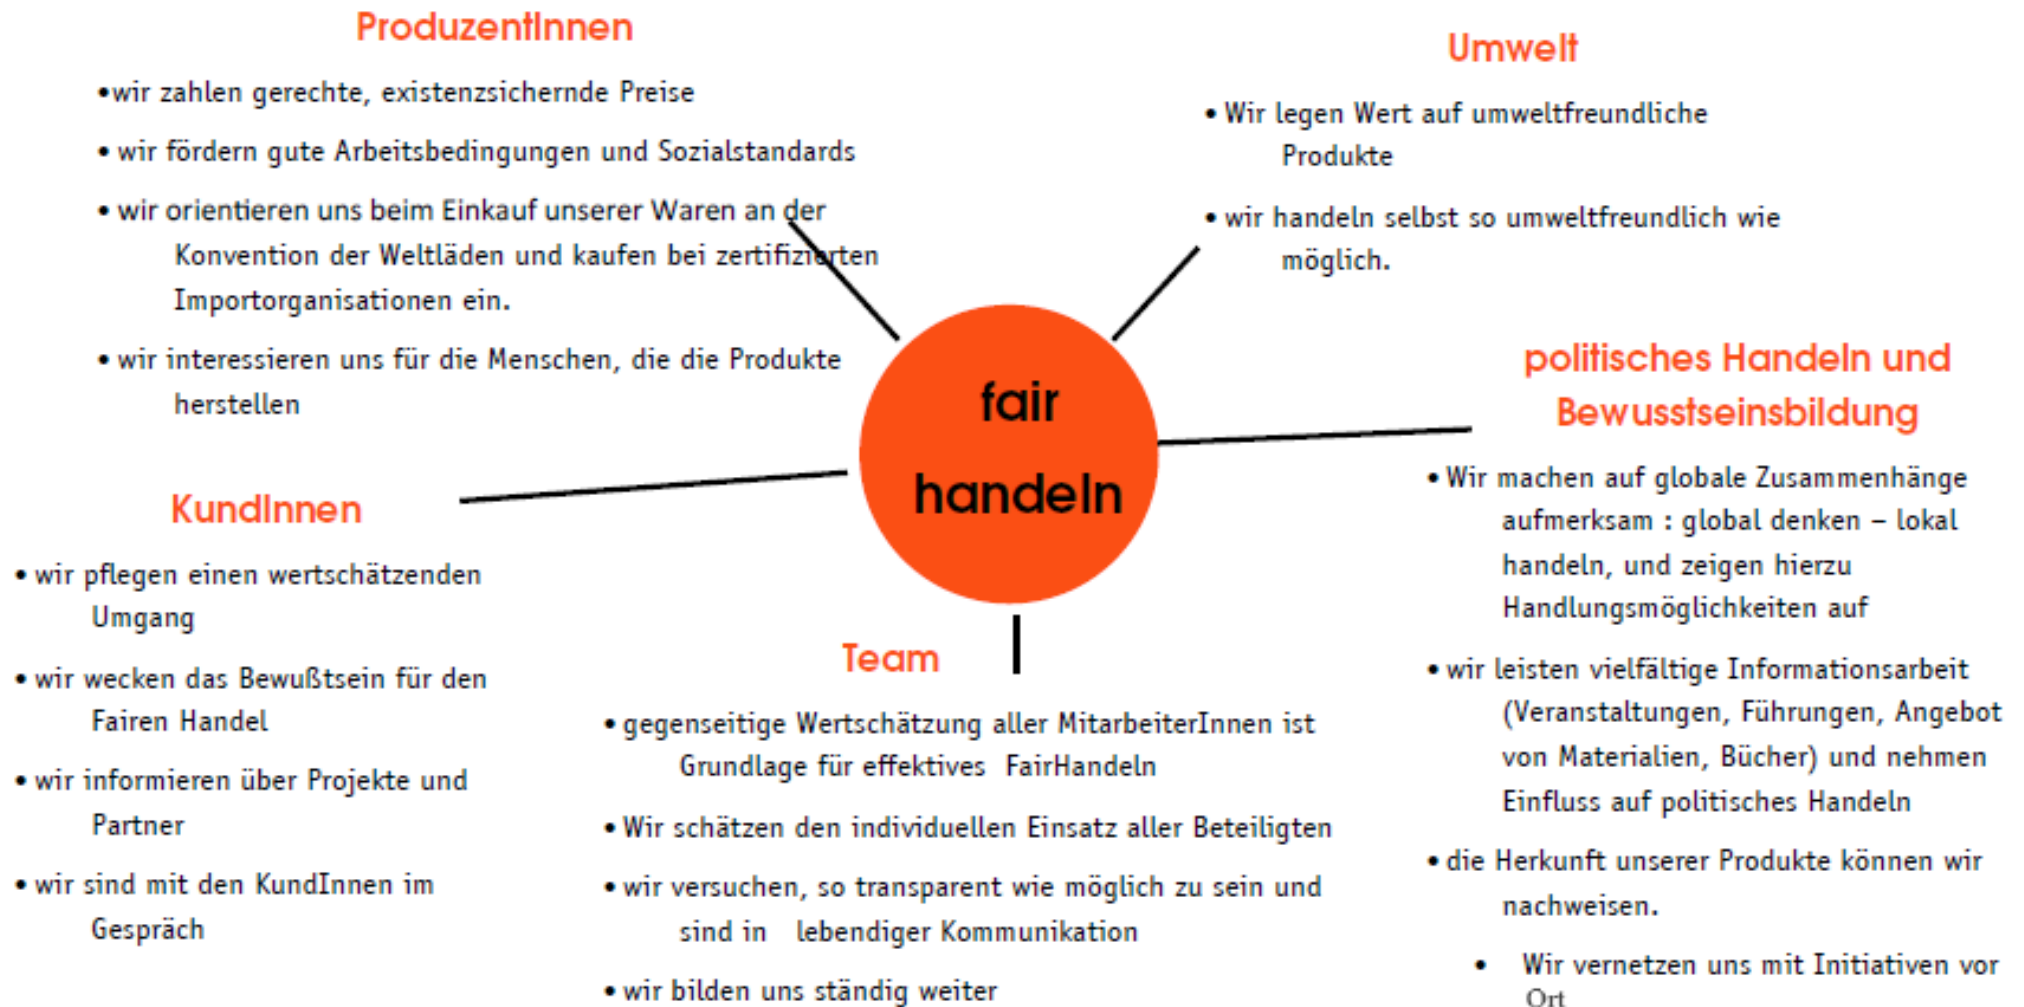 ProduzentInnen
•wir zahlen gerechte, existenzsichernde Preise
• wir fördern gute Arbeitsbedingungen und Sozialstandards
• wir orientieren uns beim Einkauf unserer Waren an der
Konvention der Weltläden und kaufen bei zertifizierten
Importorganisationen ein.
• wir interessieren uns für die Menschen, die die Produkte
herstellen
Umwelt
• Wir legen Wert auf umweltfreundliche
Produkte
• wir handeln selbst so umweltfreundlich wie
möglich.
fair
handeln
politisches Handeln und
Bewusstseinsbildung
• Wir machen auf globale Zusammenhänge
aufmerksam : global denken – lokal
handeln, und zeigen hierzu
Handlungsmöglichkeiten auf
• wir leisten vielfältige Informationsarbeit
(Veranstaltungen, Führungen, Angebot
von Materialien, Bücher) und nehmen
Einfluss auf politisches Handeln
• die Herkunft unserer Produkte können wir
nachweisen.
• Wir vernetzen uns mit Initiativen vor
Ort
KundInnen
• wir pflegen einen wertschätzenden
Umgang
• wir wecken das Bewußtsein für den
Fairen Handel
• wir informieren über Projekte und
Partner
• wir sind mit den KundInnen im
Gespräch
Team
• gegenseitige Wertschätzung aller MitarbeiterInnen ist
Grundlage für effektives FairHandeln
• Wir schätzen den individuellen Einsatz aller Beteiligten
• wir versuchen, so transparent wie möglich zu sein und
sind in lebendiger Kommunikation
• wir bilden uns ständig weiter